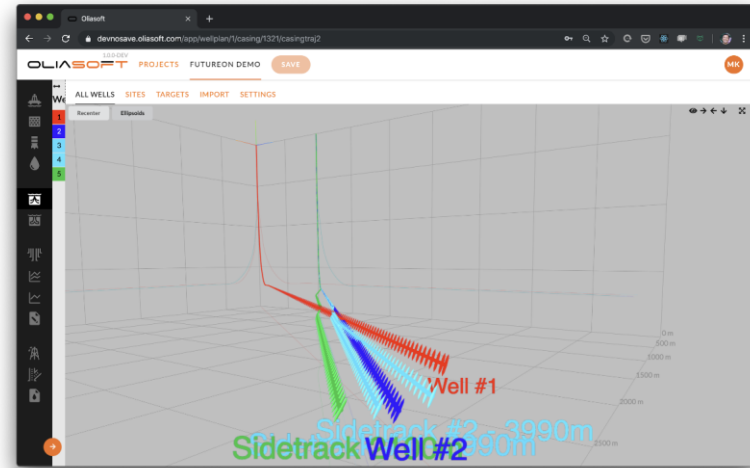 Oliasoft
devnosave.oliasoft.com/app/wellplan/1/casing/1321/casingtraj2
1.0.0-DEV
OLIASOFT PROJECTS FUTUREON DEMO SAVE MK
We ALL WELLS SITES TARGETS IMPORT SETTINGS
1 Recenter Ellipsoids
2
3
4
5
0 m
500 m
1000 m
1500 m
2000 m
2500 m
Well #1
Sidetrack #2 - 3990m
Sidetrack Well #2 990m